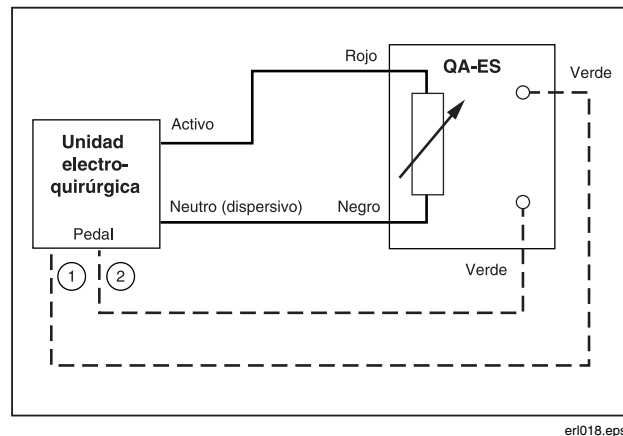 Rojo
QA-ES
Verde
Activo
Unidad
electro-
quirúrgica
Neutro (dispersivo)
Negro
Pedal
Verde
1
2
erl018.eps